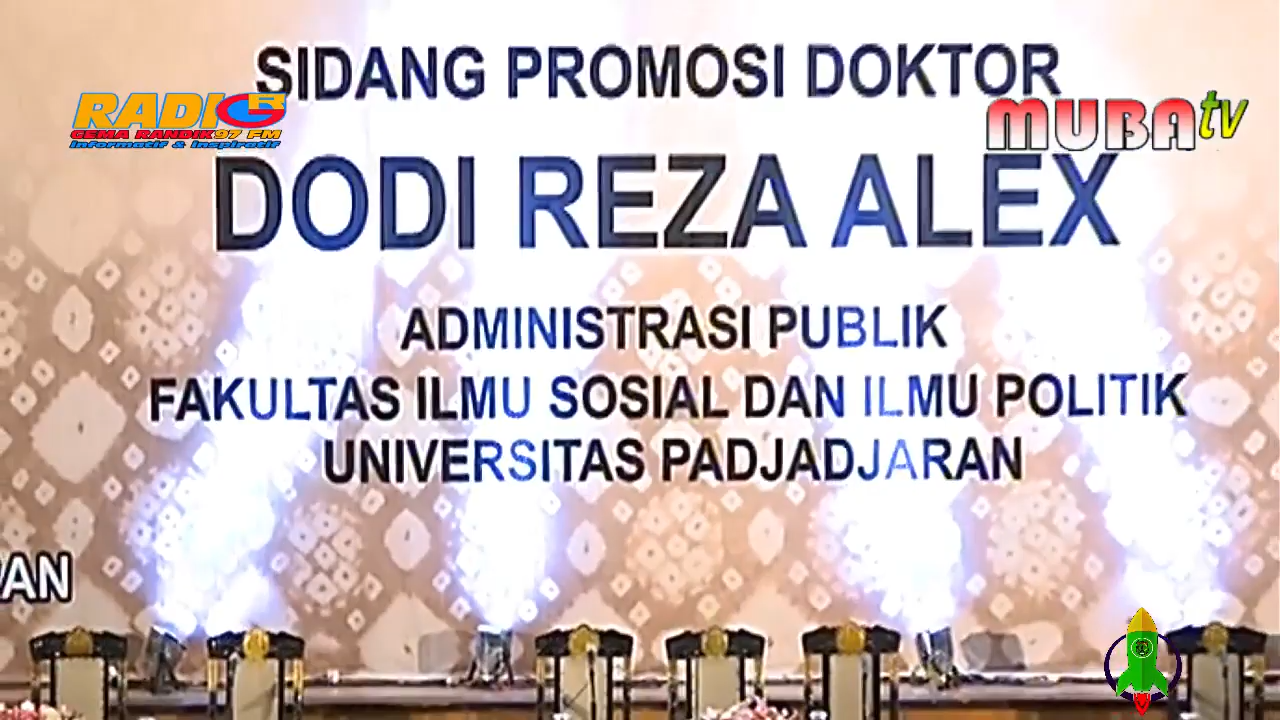 SIDANG PROMOSI DOKTOR
RADIO
GEMA RANDIK 97 FM
Informatif & Inspiratif
MUBA tv
DODI REZA ALEX
ADMINISTRASI PUBLIK
FAKULTAS ILMU SOSIAL DAN ILMU POLITIK
UNIVERSITAS PADJADJARAN